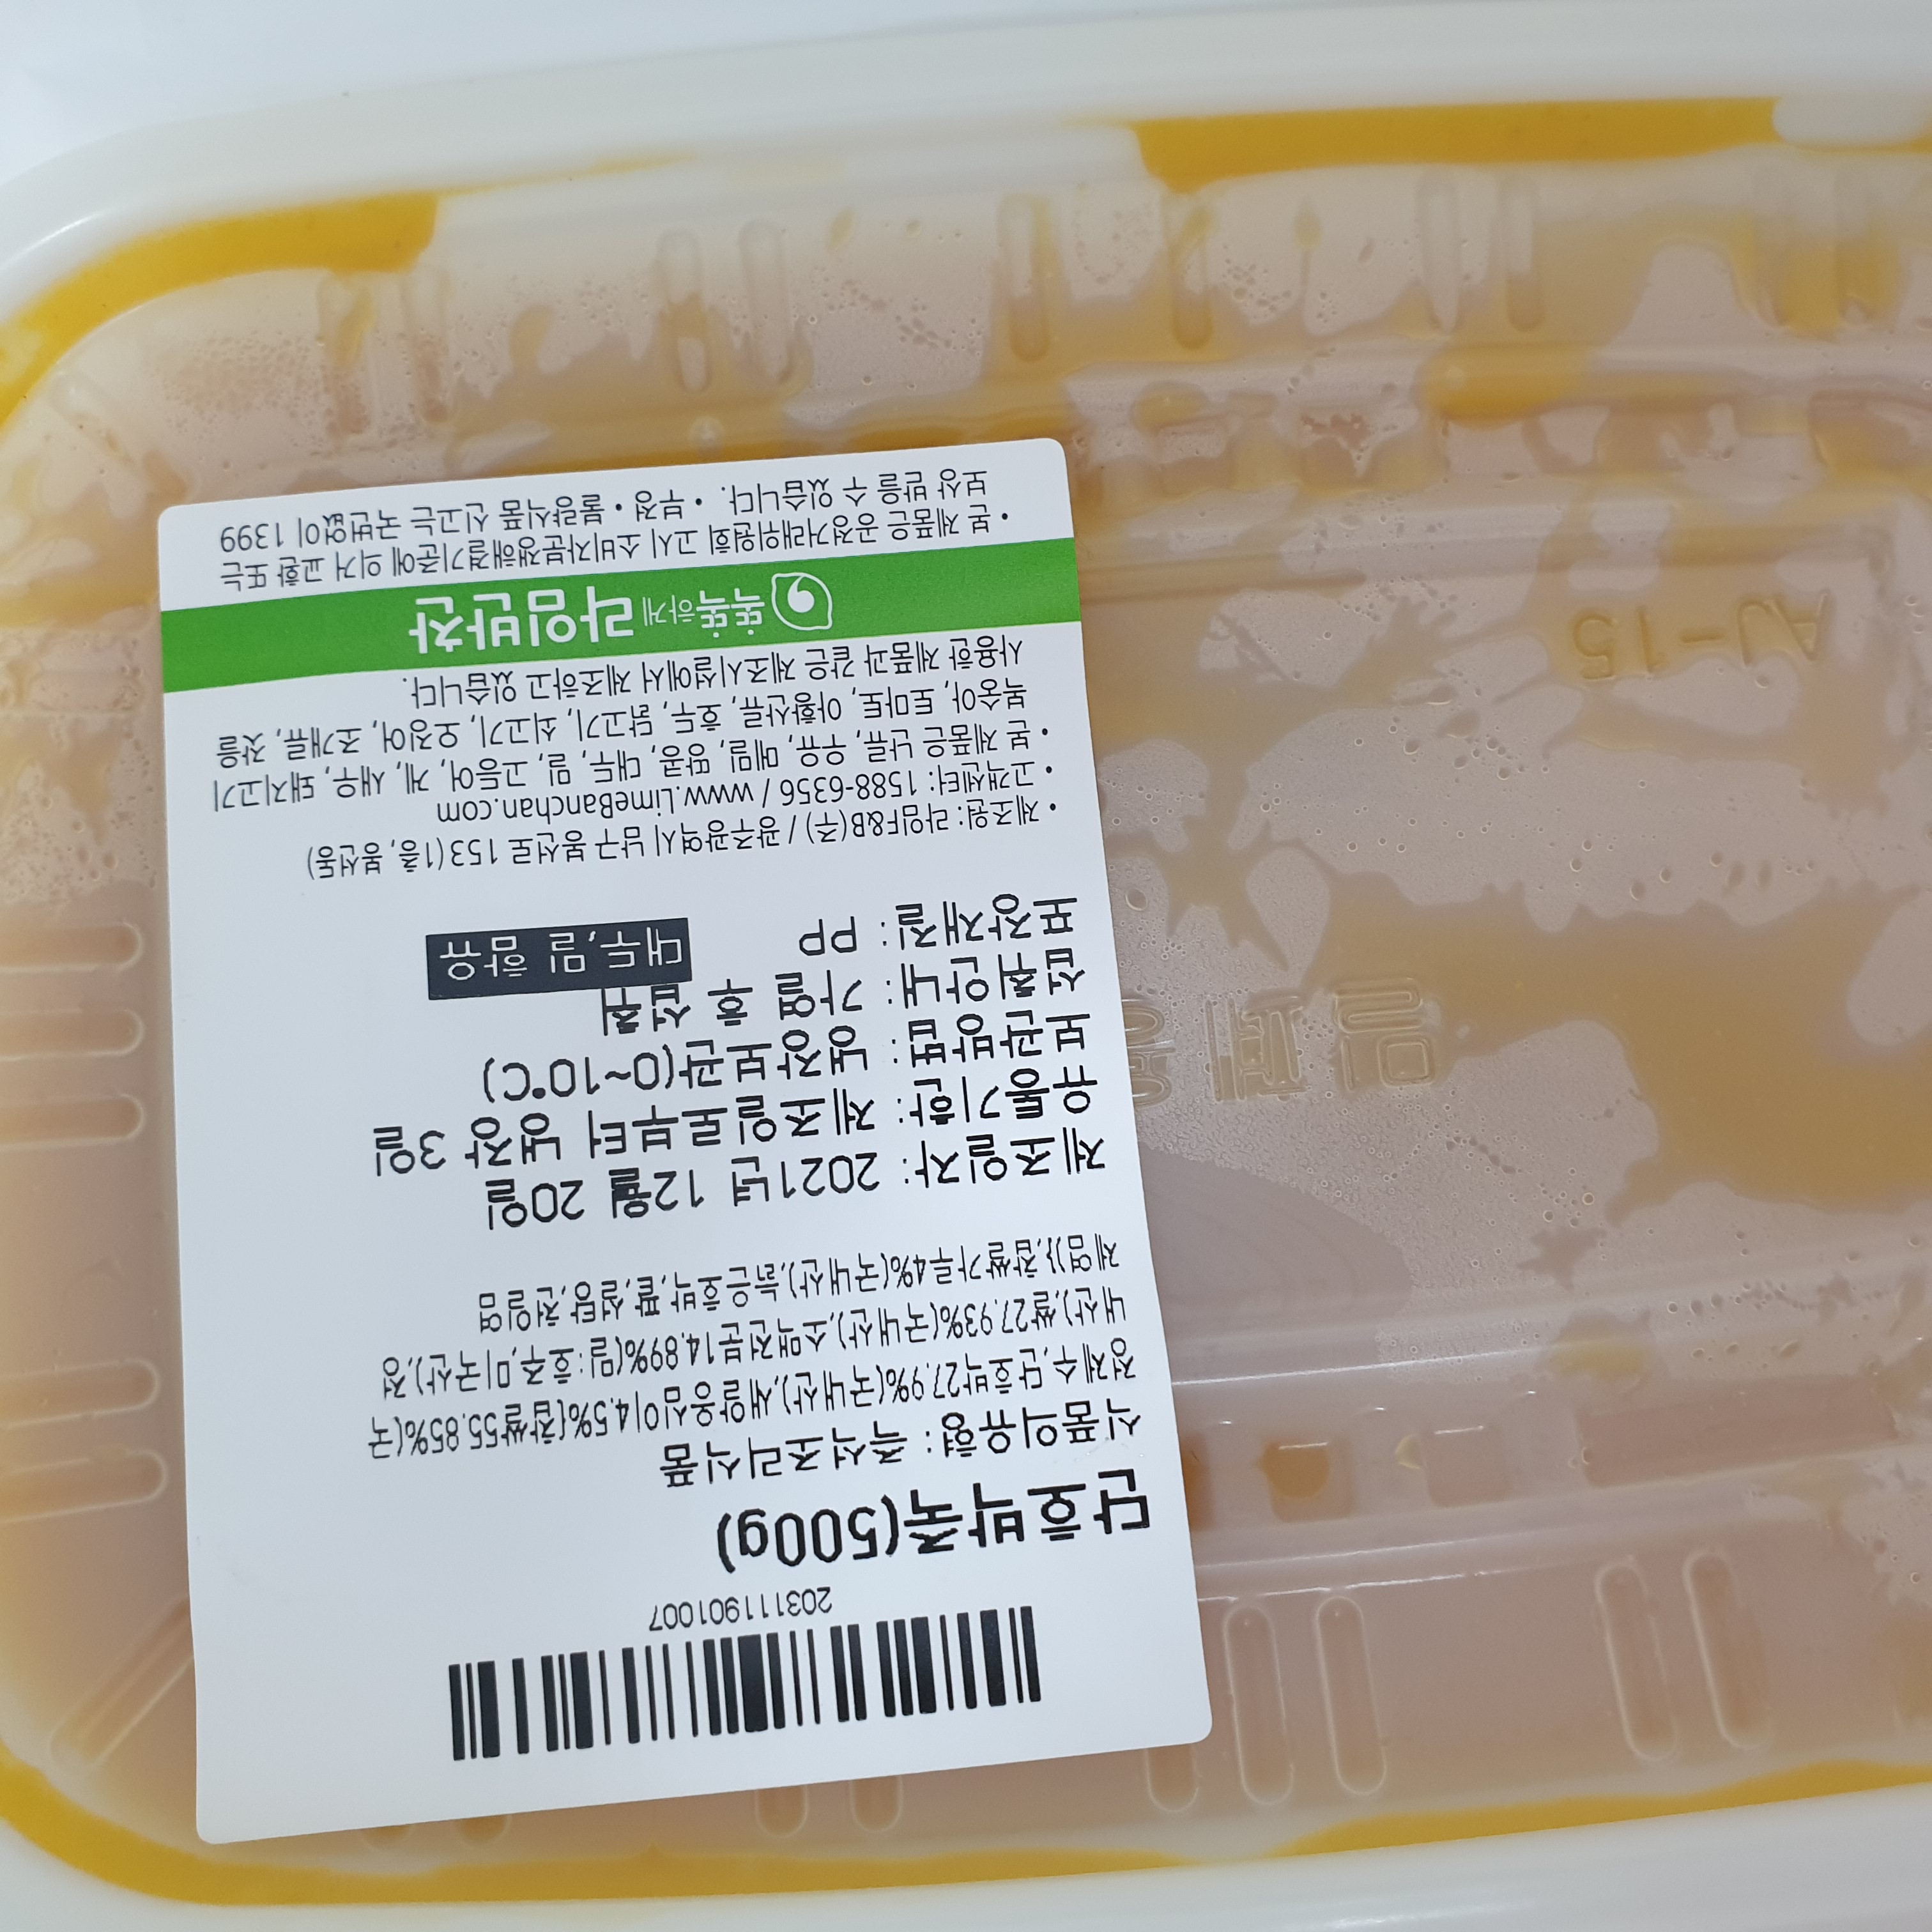 203111901007
단호박죽(500g)
식품의유형: 즉석조리식품
정제수,단호박27.9%(국내산),새알옹심이4.5%{찹쌀55.85%(국
내산),쌀27.93%(국내산),소맥전분14.89%(밀:호주,미국산),정
제염}},찹쌀가루4%(국내산),늙은호박,팥,설탕,천일염
제조일자: 2021년 12월 20일
유통기한: 제조일로부터 냉장 3일
보관방법: 냉장보관(0~10℃)
섭취안내: 가열 후 섭취
포장재질: PP
대두,밀 함유
• 제조원: 라임F&B(주) / 광주광역시 남구 봉선로 153(1층, 봉선동)
• 고객센터: 1588-6356 / www.LimeBanchan.com
• 본 제품은 난류, 우유, 메밀, 땅콩, 대두, 밀, 고등어, 게, 새우, 돼지고기
복숭아, 토마토, 아황산류, 호두, 닭고기, 쇠고기, 오징어, 조개류, 잣을
사용한 제품과 같은 제조시설에서 제조하고 있습니다.
똑똑하게 라임반찬
• 본 제품은 공정거래위원회 고시 소비자분쟁해결기준에 의거 교환 또는
보상 받을 수 있습니다. • 부정 • 불량식품 신고는 국번없이 1399
밀폐용
AJ-15